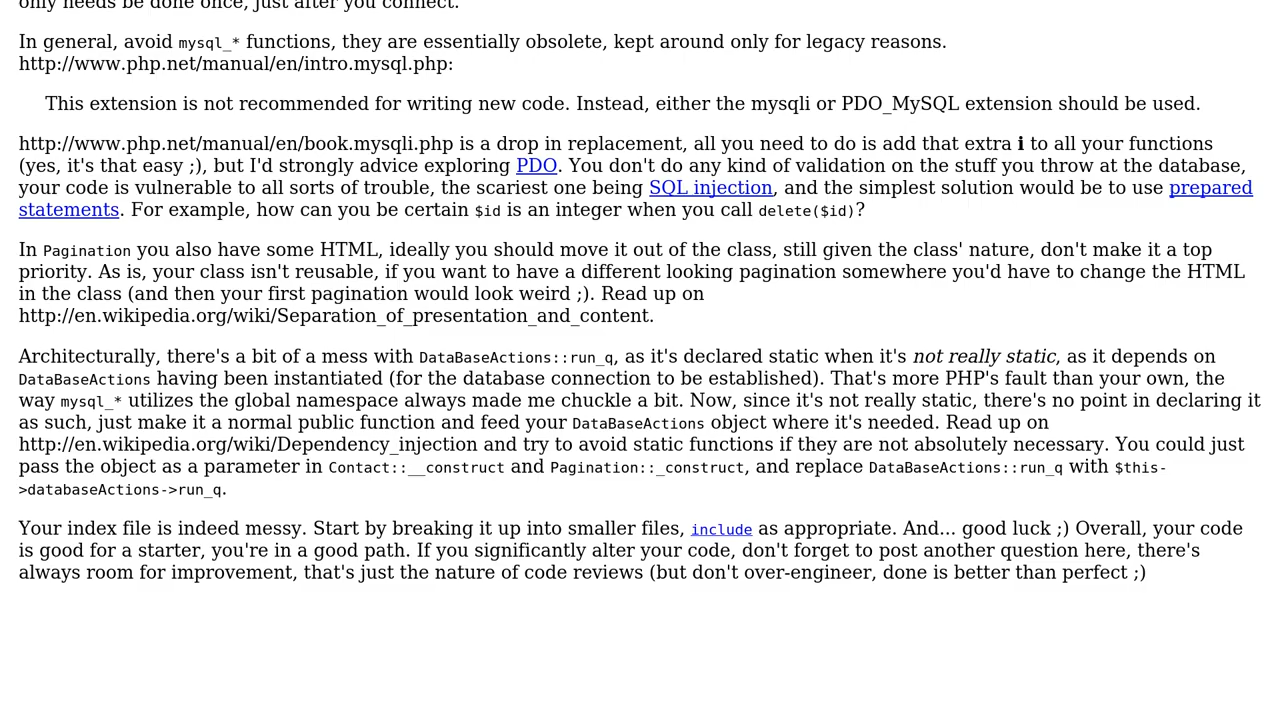 only needs be done once, just after you connect.
In general, avoid mysql_* functions, they are essentially obsolete, kept around only for legacy reasons.
http://www.php.net/manual/en/intro.mysql.php:
This extension is not recommended for writing new code. Instead, either the mysqli or PDO_MySQL extension should be used.
http://www.php.net/manual/en/book.mysqli.php is a drop in replacement, all you need to do is add that extra i to all your functions
(yes, it's that easy ;), but I'd strongly advice exploring PDO. You don't do any kind of validation on the stuff you throw at the database,
your code is vulnerable to all sorts of trouble, the scariest one being SQL injection, and the simplest solution would be to use prepared
statements. For example, how can you be certain $id is an integer when you call delete($id)?
In Pagination you also have some HTML, ideally you should move it out of the class, still given the class' nature, don't make it a top
priority. As is, your class isn't reusable, if you want to have a different looking pagination somewhere you'd have to change the HTML
in the class (and then your first pagination would look weird ;). Read up on
http://en.wikipedia.org/wiki/Separation_of_presentation_and_content.
Architecturally, there's a bit of a mess with DataBaseActions::run_q, as it's declared static when it's not really static, as it depends on
DataBaseActions having been instantiated (for the database connection to be established). That's more PHP's fault than your own, the
way mysql_* utilizes the global namespace always made me chuckle a bit. Now, since it's not really static, there's no point in declaring it
as such, just make it a normal public function and feed your DataBaseActions object where it's needed. Read up on
http://en.wikipedia.org/wiki/Dependency_injection and try to avoid static functions if they are not absolutely necessary. You could just
pass the object as a parameter in Contact::__construct and Pagination::_construct, and replace DataBaseActions::run_q with $this-
>databaseActions->run_q.
Your index file is indeed messy. Start by breaking it up into smaller files, include as appropriate. And... good luck ;) Overall, your code
is good for a starter, you're in a good path. If you significantly alter your code, don't forget to post another question here, there's
always room for improvement, that's just the nature of code reviews (but don't over-engineer, done is better than perfect ;)